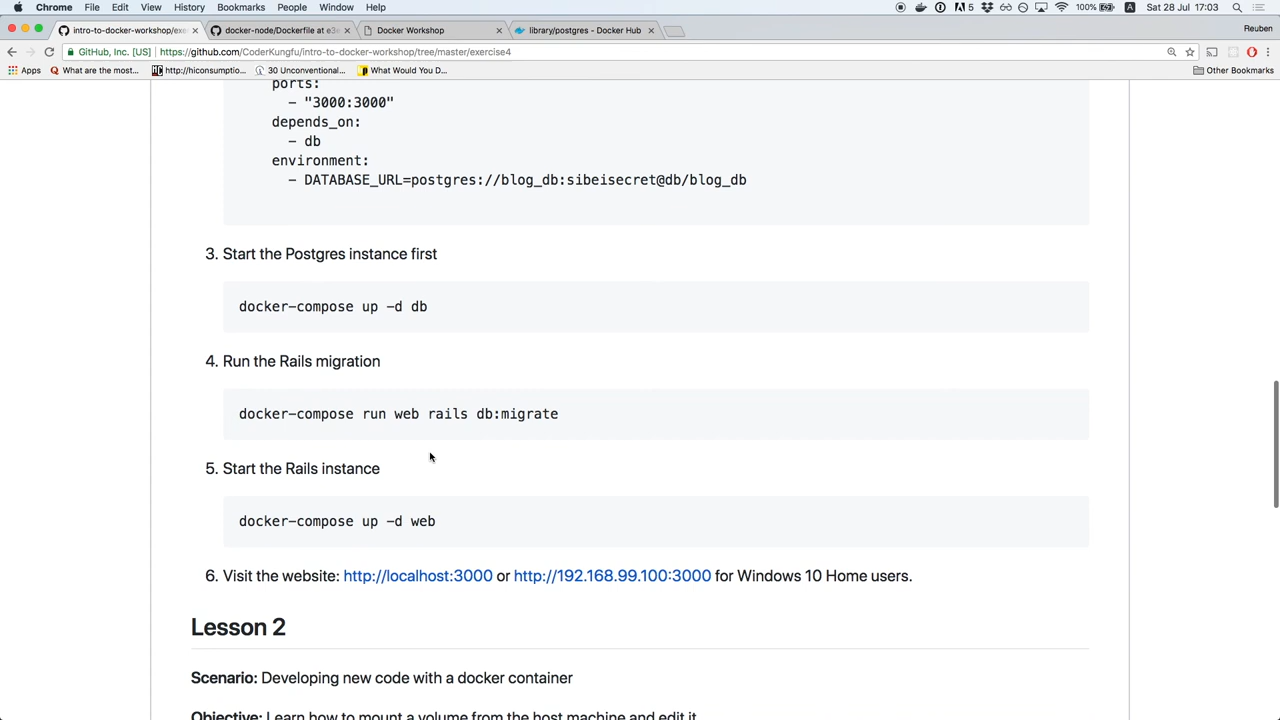 Chrome File Edit View History Bookmarks People Window Help
5 100% A Sat 28 Jul 17:03
intro-to-docker-workshop/exe docker-node/Dockerfile at e3 Docker Workshop library/postgres - Docker Hub Reuben
GitHub, Inc. [US] https://github.com/CoderKungfu/intro-to-docker-workshop/tree/master/exercise4
Apps What are the most... http://hiconsumptio... 30 Unconventional... What Would You D... Other Bookmarks
ports:
- "3000:3000"
depends_on:
- db
environment:
- DATABASE_URL=postgres://blog_db:sibeisecret@db/blog_db
3. Start the Postgres instance first
docker-compose up -d db
4. Run the Rails migration
docker-compose run web rails db:migrate
5. Start the Rails instance
docker-compose up -d web
6. Visit the website: http://localhost:3000 or http://192.168.99.100:3000 for Windows 10 Home users.
Lesson 2
Scenario: Developing new code with a docker container
Objective: Learn how to mount a volume from the host machine and edit it